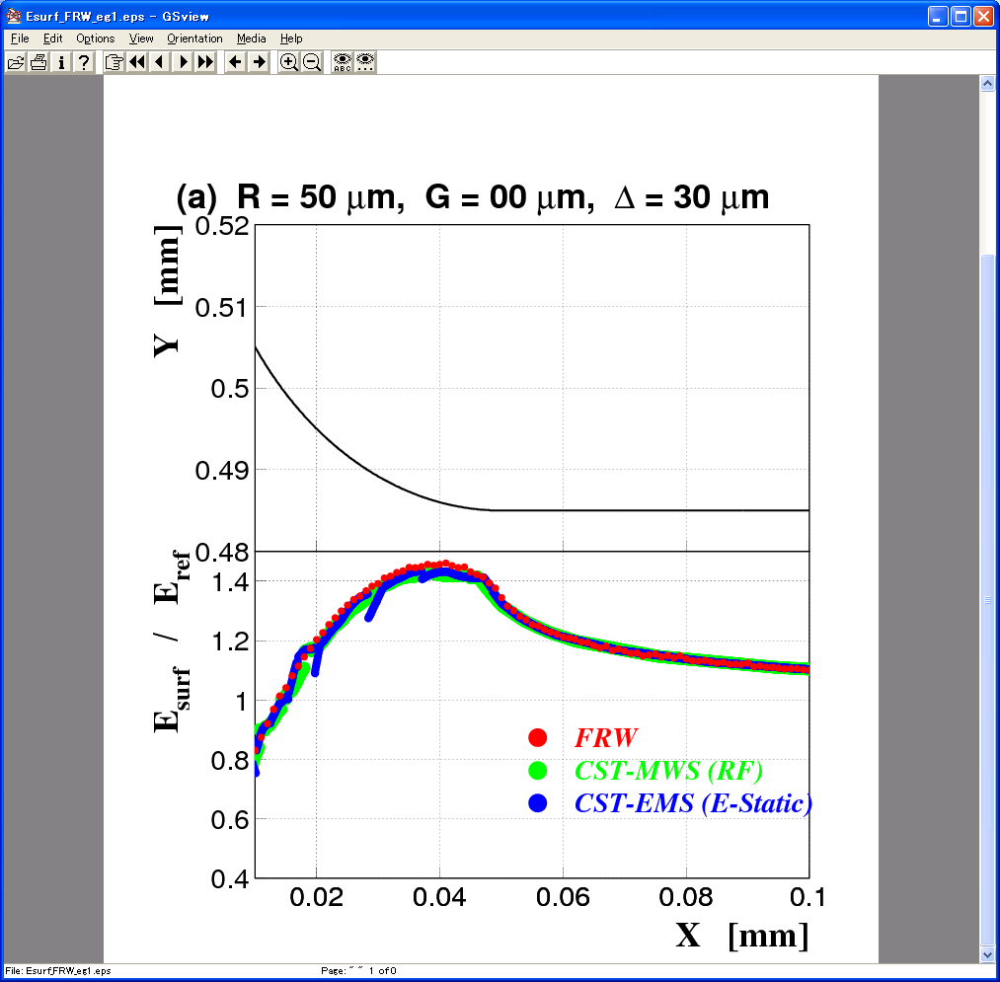 Esurf_FRW_eg1.eps - GSview
File Edit Options View Orientation Media Help
ABC
(a) R = 50 μm, G = 00 μm, Δ = 30 μm
0.52
0.51
0.5
0.49
0.48
Y [mm]
1.4
1.2
1
0.8
0.6
0.4
Esurf / Eref
FRW
CST-MWS (RF)
CST-EMS (E-Static)
0.02 0.04 0.06 0.08 0.1
X [mm]
File: Esurf_FRW_eg1.eps Page: " " 1 of 0